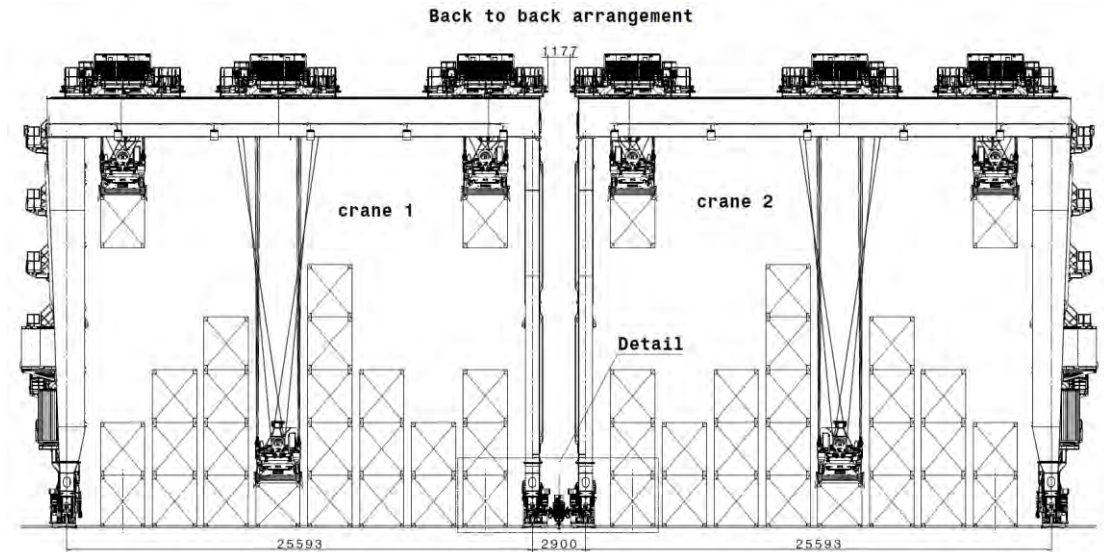 Back to back arrangement
1177
crane 1
crane 2
Detail
25593
2900
25593